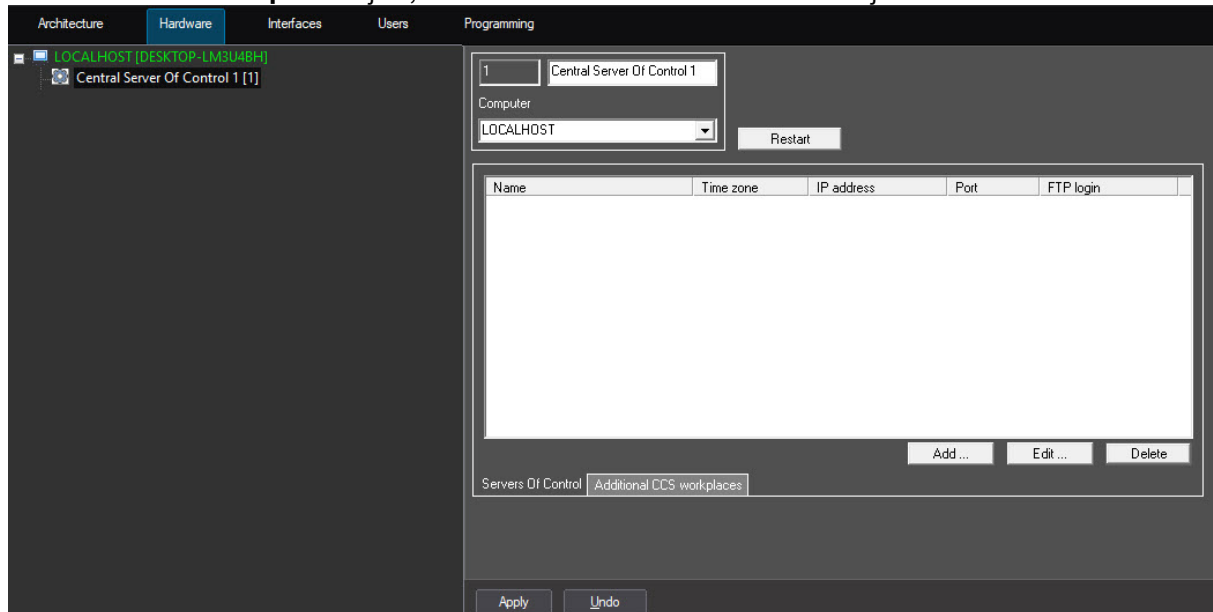 Architecture Hardware Interfaces Users Programming
LOCALHOST [DESKTOP-LM3U4BH]
Central Server Of Control 1 [1]
1 Central Server Of Control 1
Computer
LOCALHOST
Restart
Name Time zone IP address Port FTP login
Add ... Edit ... Delete
Servers Of Control Additional CCS workplaces
Apply Undo